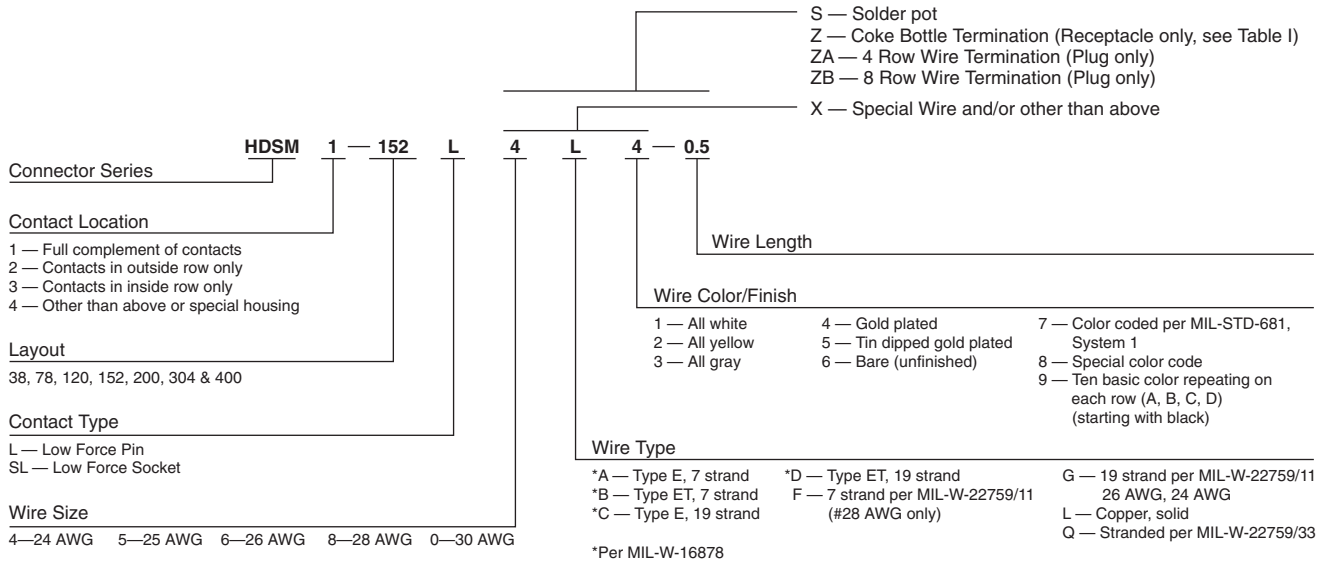 S — Solder pot
Z — Coke Bottle Termination (Receptacle only, see Table I)
ZA — 4 Row Wire Termination (Plug only)
ZB — 8 Row Wire Termination (Plug only)
X — Special Wire and/or other than above
HDSM 1 — 152 L 4 L 4 — 0.5
Connector Series
Contact Location
1 — Full complement of contacts
2 — Contacts in outside row only
3 — Contacts in inside row only
4 — Other than above or special housing
Layout
38, 78, 120, 152, 200, 304 & 400
Contact Type
L — Low Force Pin
SL — Low Force Socket
Wire Size
4—24 AWG 5—25 AWG 6—26 AWG 8—28 AWG 0—30 AWG
Wire Length
Wire Color/Finish
1 — All white
2 — All yellow
3 — All gray
4 — Gold plated
5 — Tin dipped gold plated
6 — Bare (unfinished)
7 — Color coded per MIL-STD-681,
System 1
8 — Special color code
9 — Ten basic color repeating on
each row (A, B, C, D)
(starting with black)
Wire Type
*A — Type E, 7 strand
*B — Type ET, 7 strand
*C — Type E, 19 strand
*D — Type ET, 19 strand
F — 7 strand per MIL-W-22759/11
(#28 AWG only)
G — 19 strand per MIL-W-22759/11
26 AWG, 24 AWG
L — Copper, solid
Q — Stranded per MIL-W-22759/33
*Per MIL-W-16878